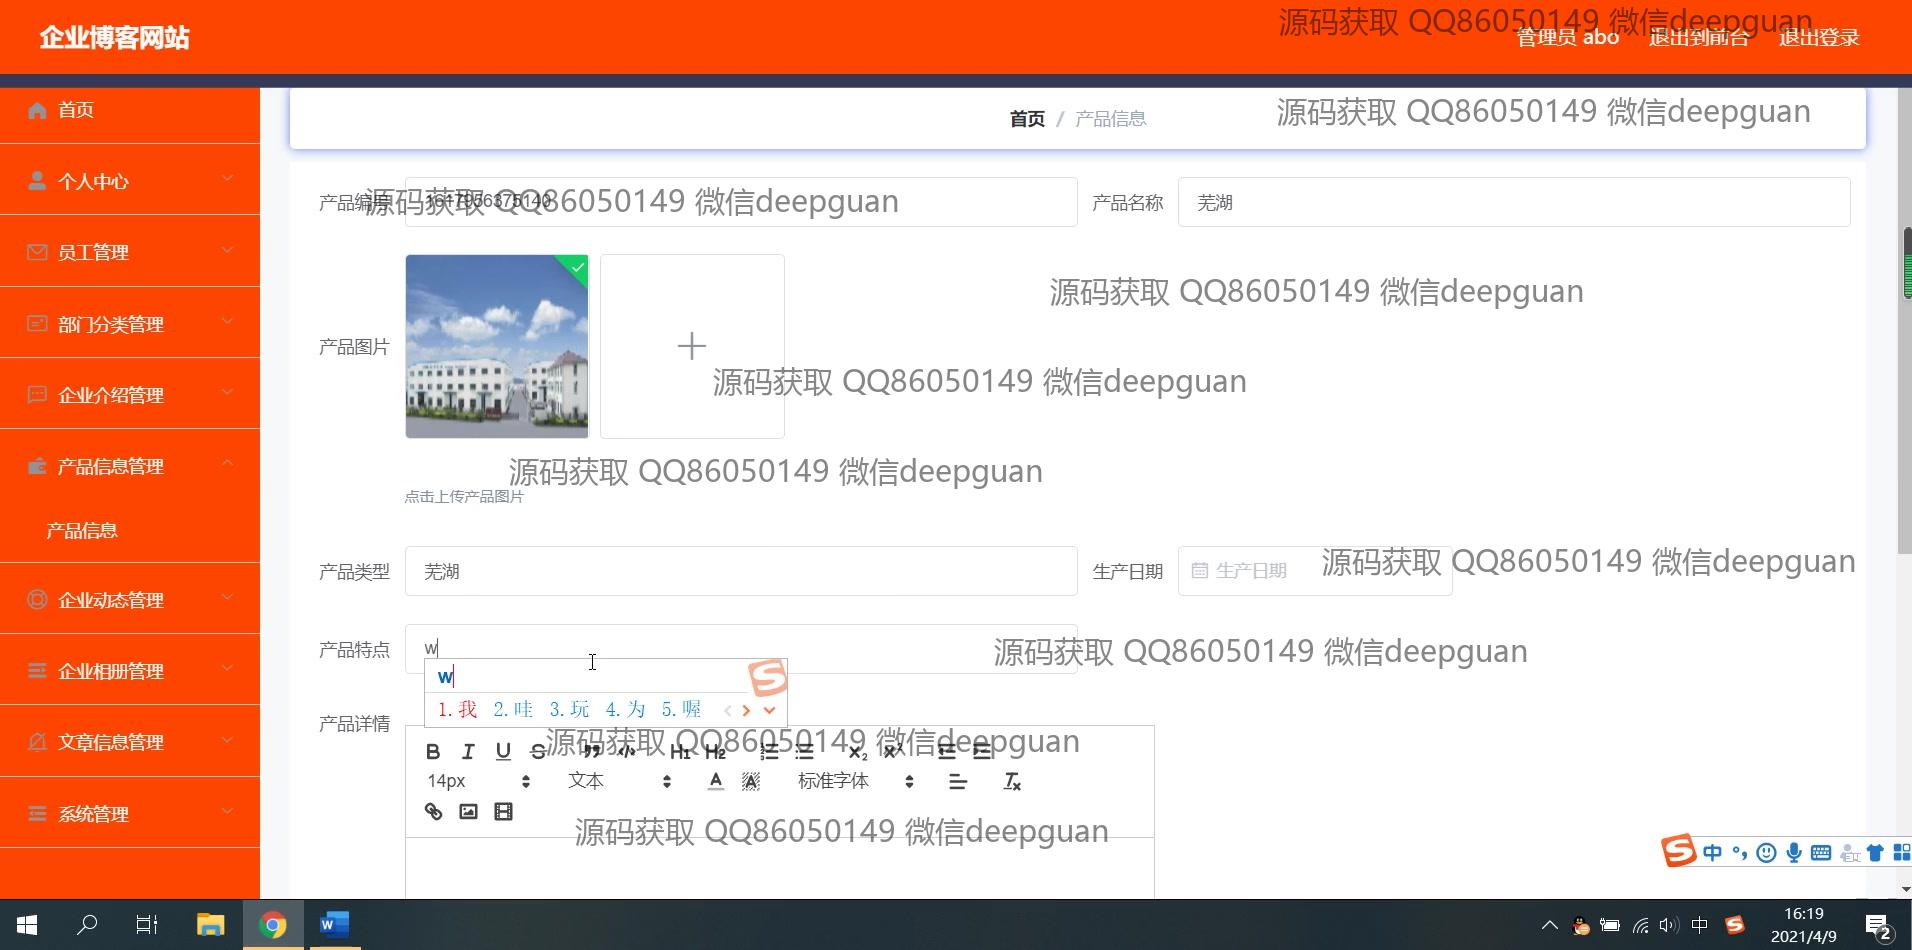 企业博客网站
源码获取 QQ86050149 微信deepguan
管理员 abo
退出到前台
退出登录
首页
首页 / 产品信息
源码获取 QQ86050149 微信deepguan
个人中心
产品编号
1617956375140
源码获取 QQ86050149 微信deepguan
产品名称
芜湖
员工管理
源码获取 QQ86050149 微信deepguan
部门分类管理
产品图片
源码获取 QQ86050149 微信deepguan
企业介绍管理
产品信息管理
源码获取 QQ86050149 微信deepguan
点击上传产品图片
产品信息
产品类型
芜湖
生产日期
生产日期
源码获取 QQ86050149 微信deepguan
企业动态管理
产品特点
w
源码获取 QQ86050149 微信deepguan
企业相册管理
w
1.我 2.哇 3.玩 4.为 5.喔
产品详情
文章信息管理
B I U S H1 H2 X2 X2
源码获取 QQ86050149 微信deepguan
14px 文本 A A 标准字体
系统管理
源码获取 QQ86050149 微信deepguan
中
中
16:19
2021/4/9
2